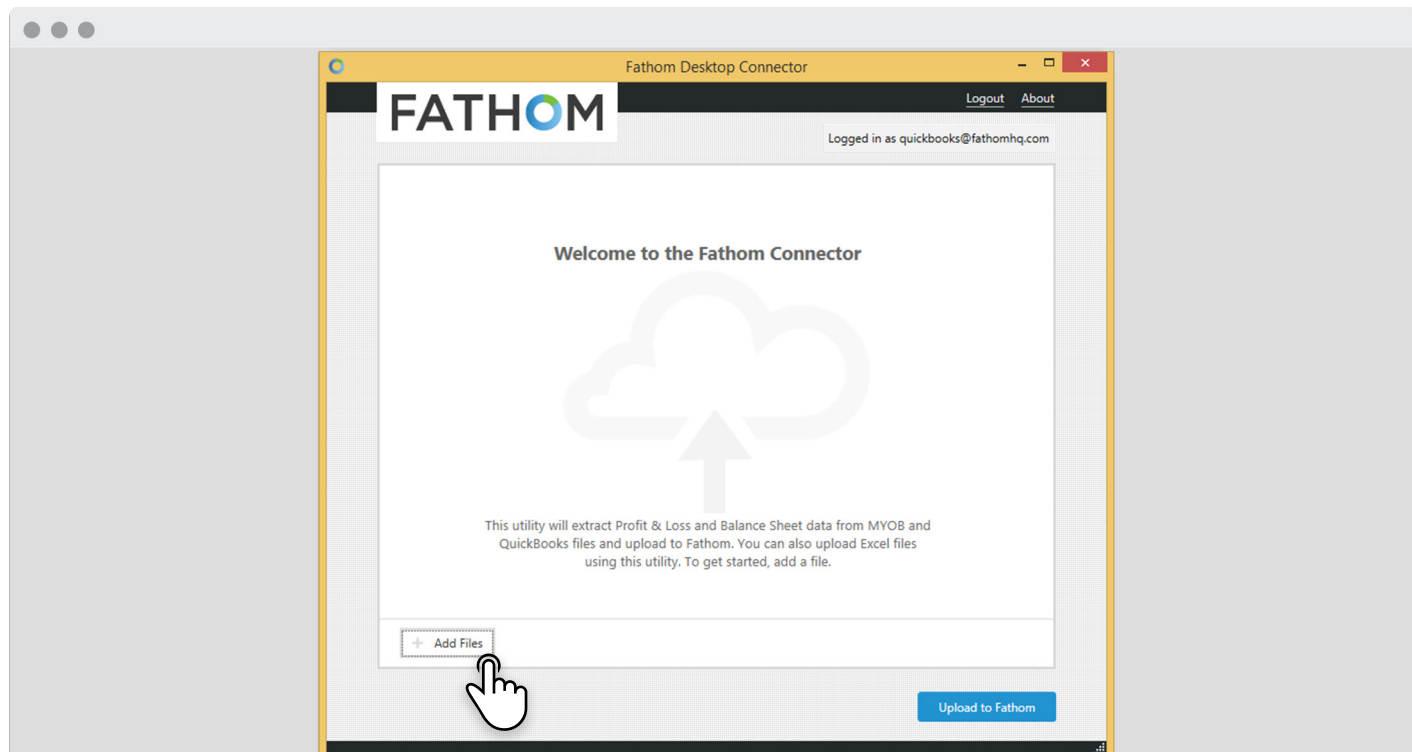 Fathom Desktop Connector
FATHOM
Logout About
Logged in as quickbooks@fathomhq.com
Welcome to the Fathom Connector
This utility will extract Profit & Loss and Balance Sheet data from MYOB and
QuickBooks files and upload to Fathom. You can also upload Excel files
using this utility. To get started, add a file.
+ Add Files
Upload to Fathom